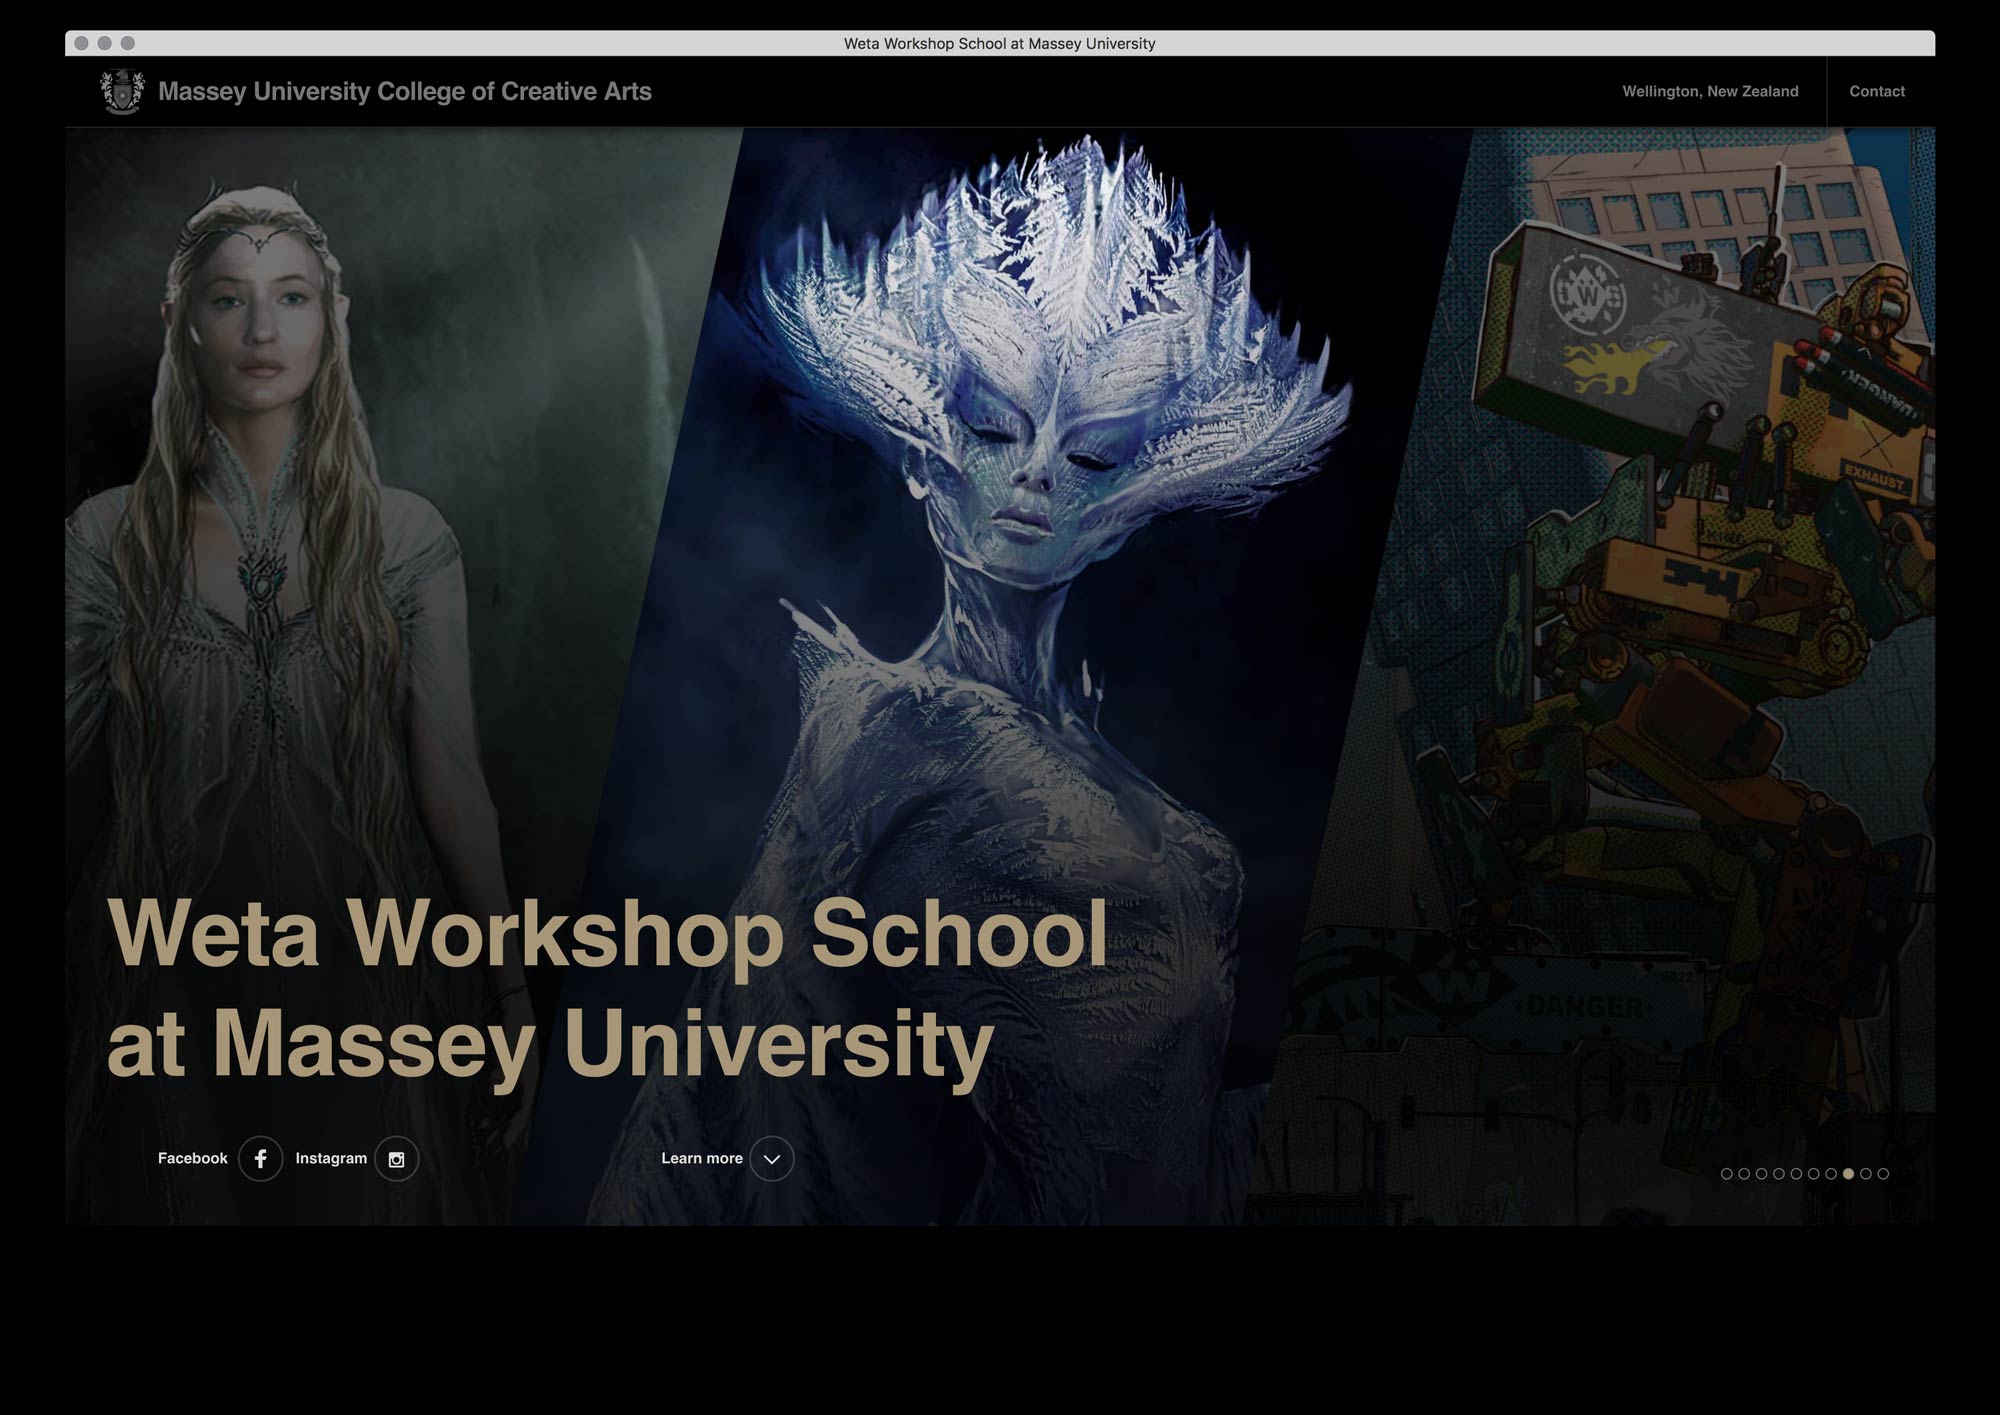 Weta Workshop School at Massey University
Massey University College of Creative Arts
Wellington, New Zealand
Contact
W
EXHAUST
DANGER
Weta Workshop School
at Massey University
Facebook
Instagram
Learn more